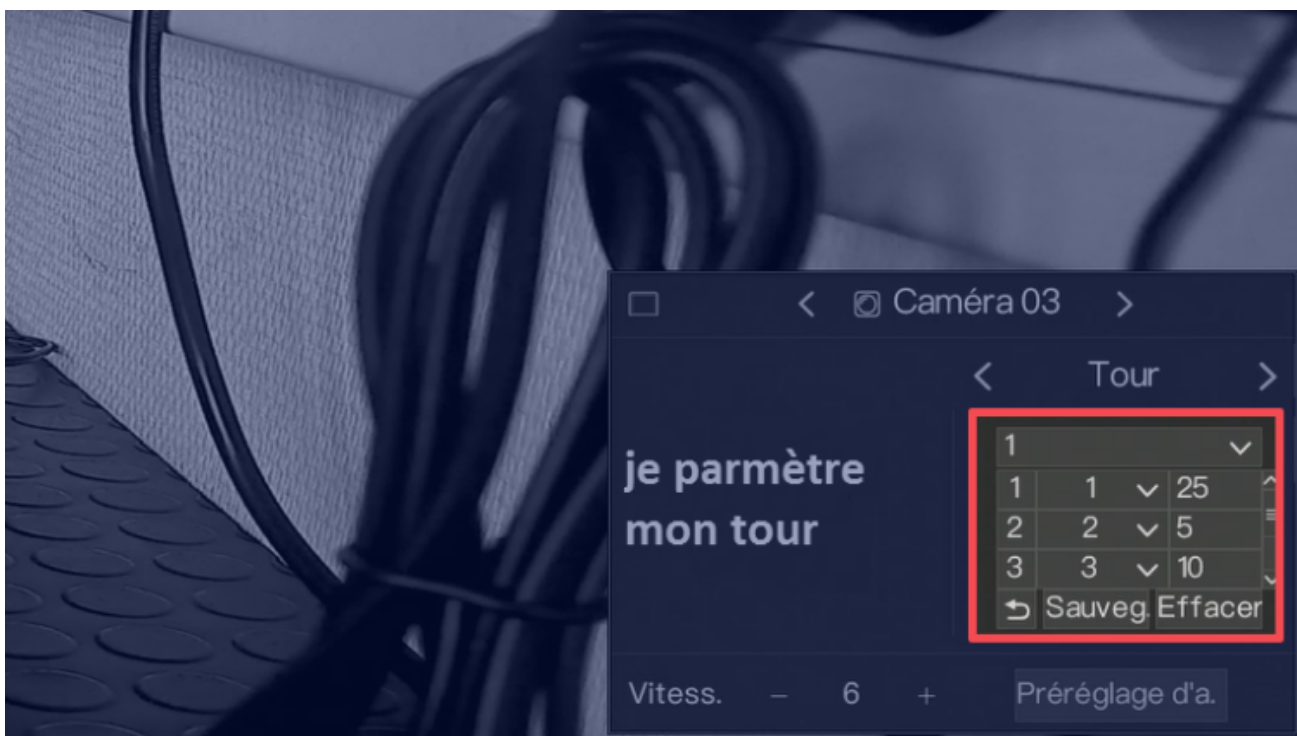 Caméra 03
Tour
je parmètre
mon tour
1
1 1 25
2 2 5
3 3 10
Sauveg. Effacer
Vitess. – 6 + Préréglage d'a.